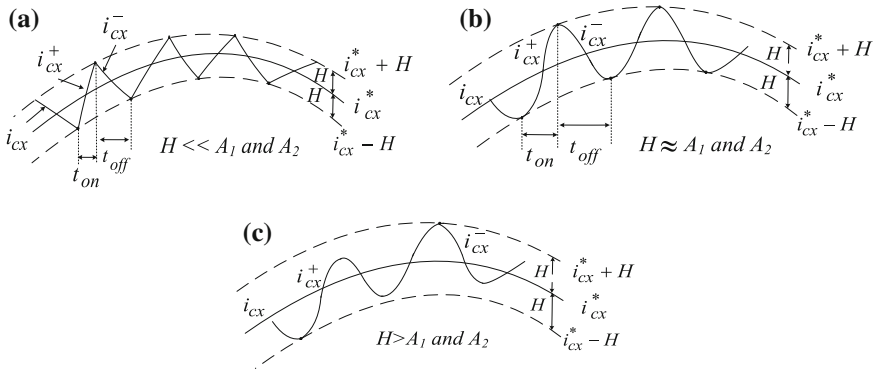 (a)
i_cx^-
i_cx^+
i_cx^* + H
H
H
i_cx^*
i_cx^* – H
i_cx
t_on
t_off
H << A_1 and A_2
(b)
i_cx^+
i_cx^-
i_cx^* + H
H
H
i_cx^*
i_cx^* – H
i_cx
t_on
t_off
H ≈ A_1 and A_2
(c)
i_cx^-
i_cx^+
i_cx^* + H
H
H
i_cx^*
i_cx^* – H
i_cx
H>A_1 and A_2